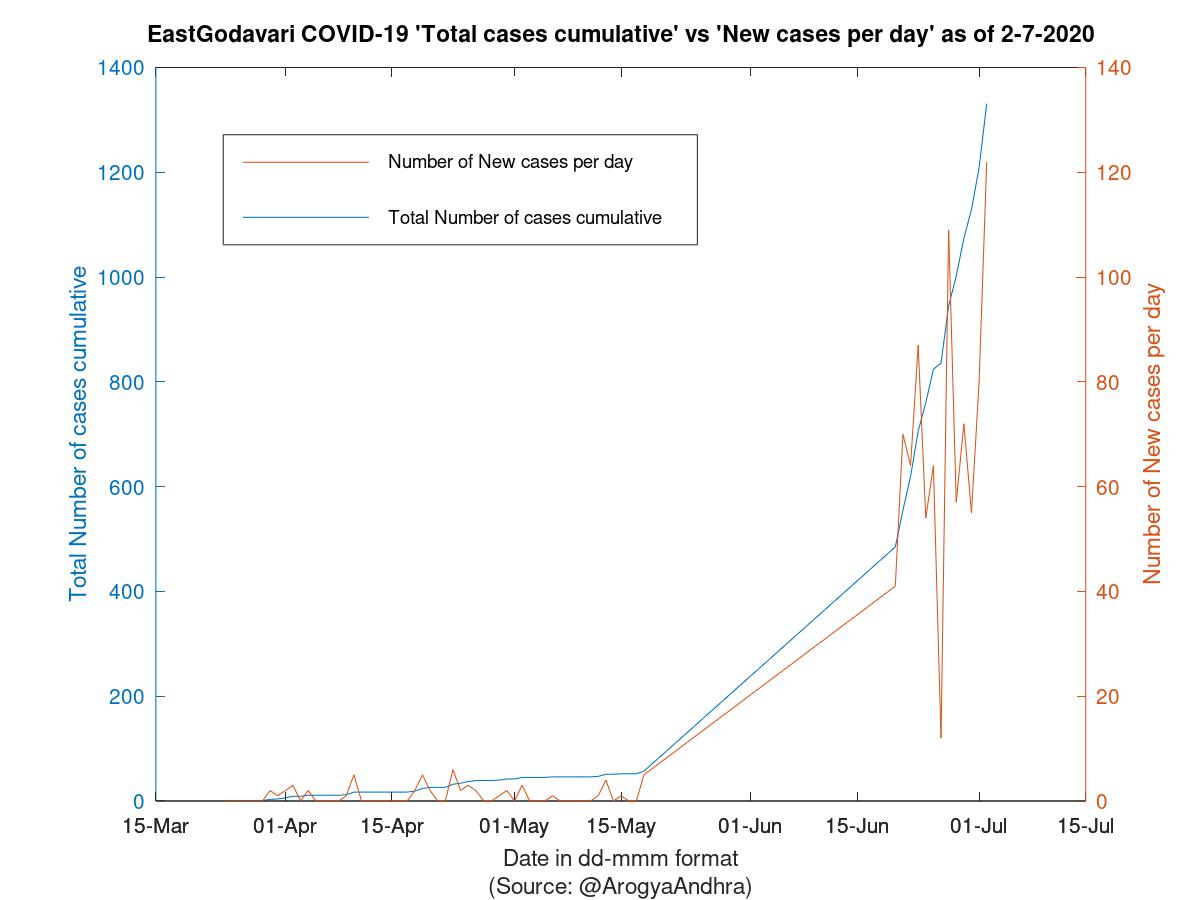 EastGodavari COVID-19 'Total cases cumulative' vs 'New cases per day' as of 2-7-2020
1400
1200
1000
800
600
400
200
0
140
120
100
80
60
40
20
0
Total Number of cases cumulative
Number of New cases per day
Number of New cases per day
Total Number of cases cumulative
15-Mar 01-Apr 15-Apr 01-May 15-May 01-Jun 15-Jun 01-Jul 15-Jul
Date in dd-mmm format
(Source: @ArogyaAndhra)